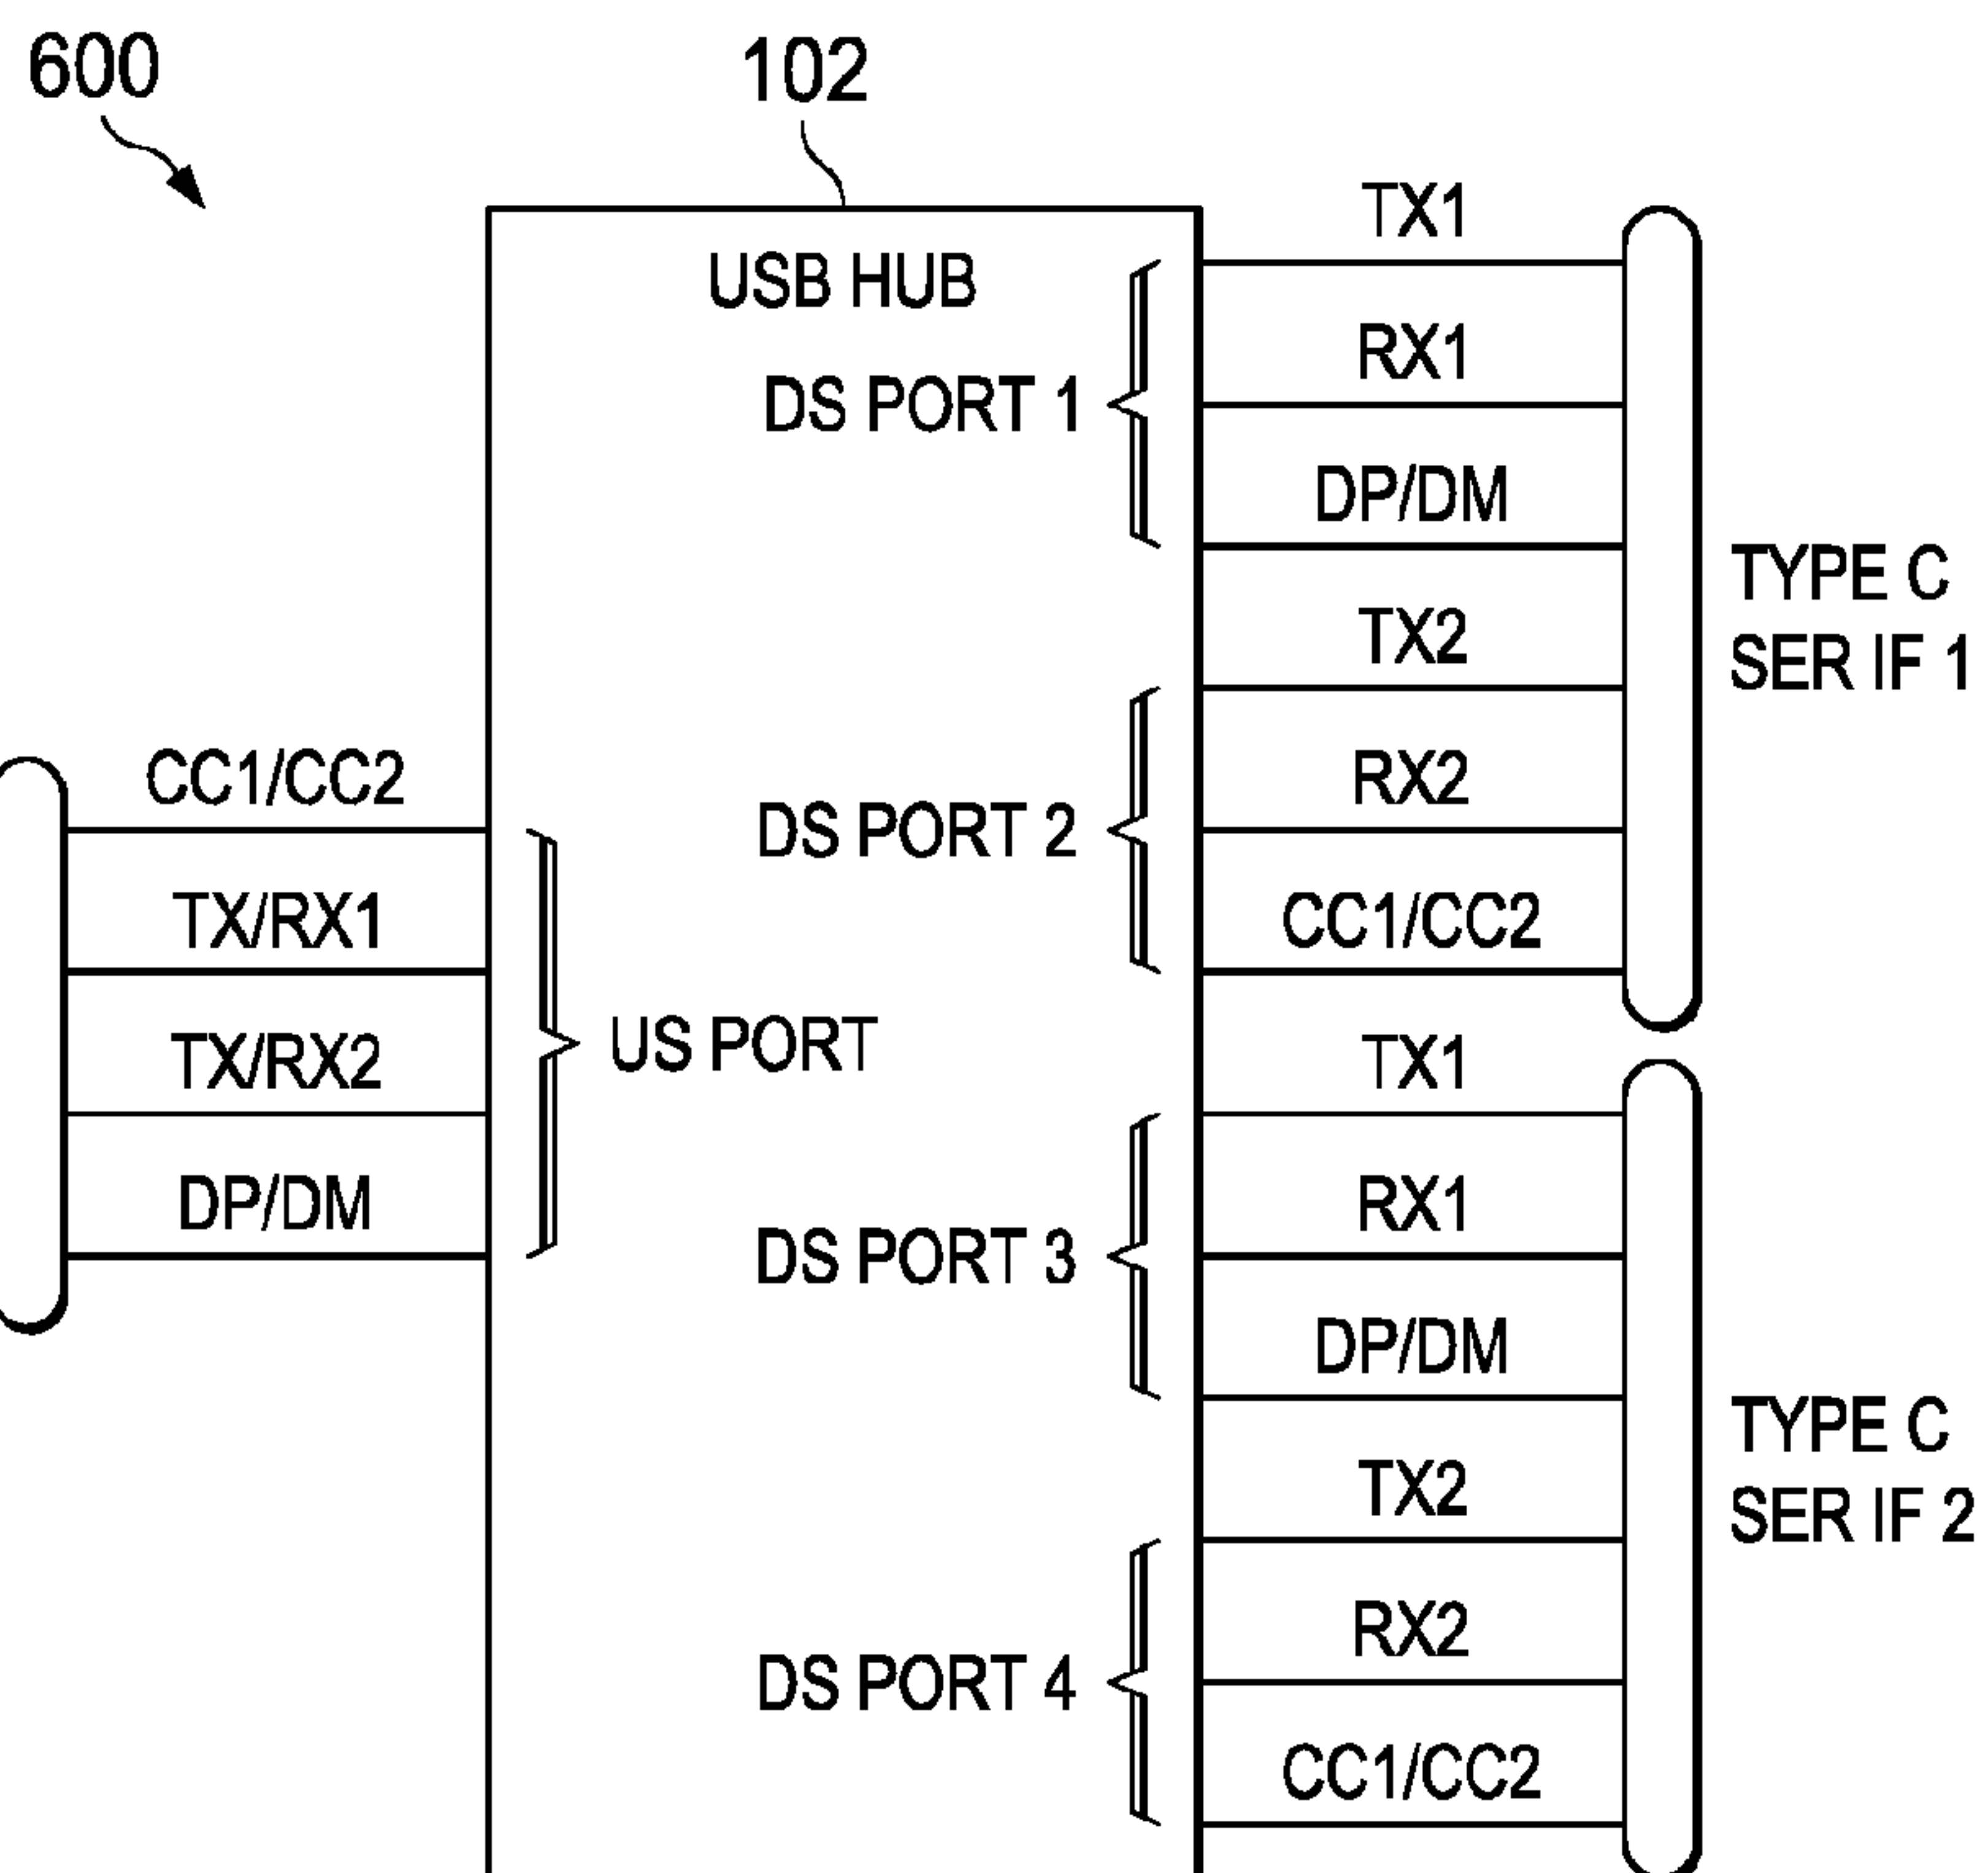 600
102
USB HUB
DS PORT 1
DS PORT 2
DS PORT 3
DS PORT 4
US PORT
CC1/CC2
TX/RX1
TX/RX2
DP/DM
TX1
RX1
DP/DM
TX2
RX2
CC1/CC2
TYPE C
SER IF 1
TX1
RX1
DP/DM
TX2
RX2
CC1/CC2
TYPE C
SER IF 2